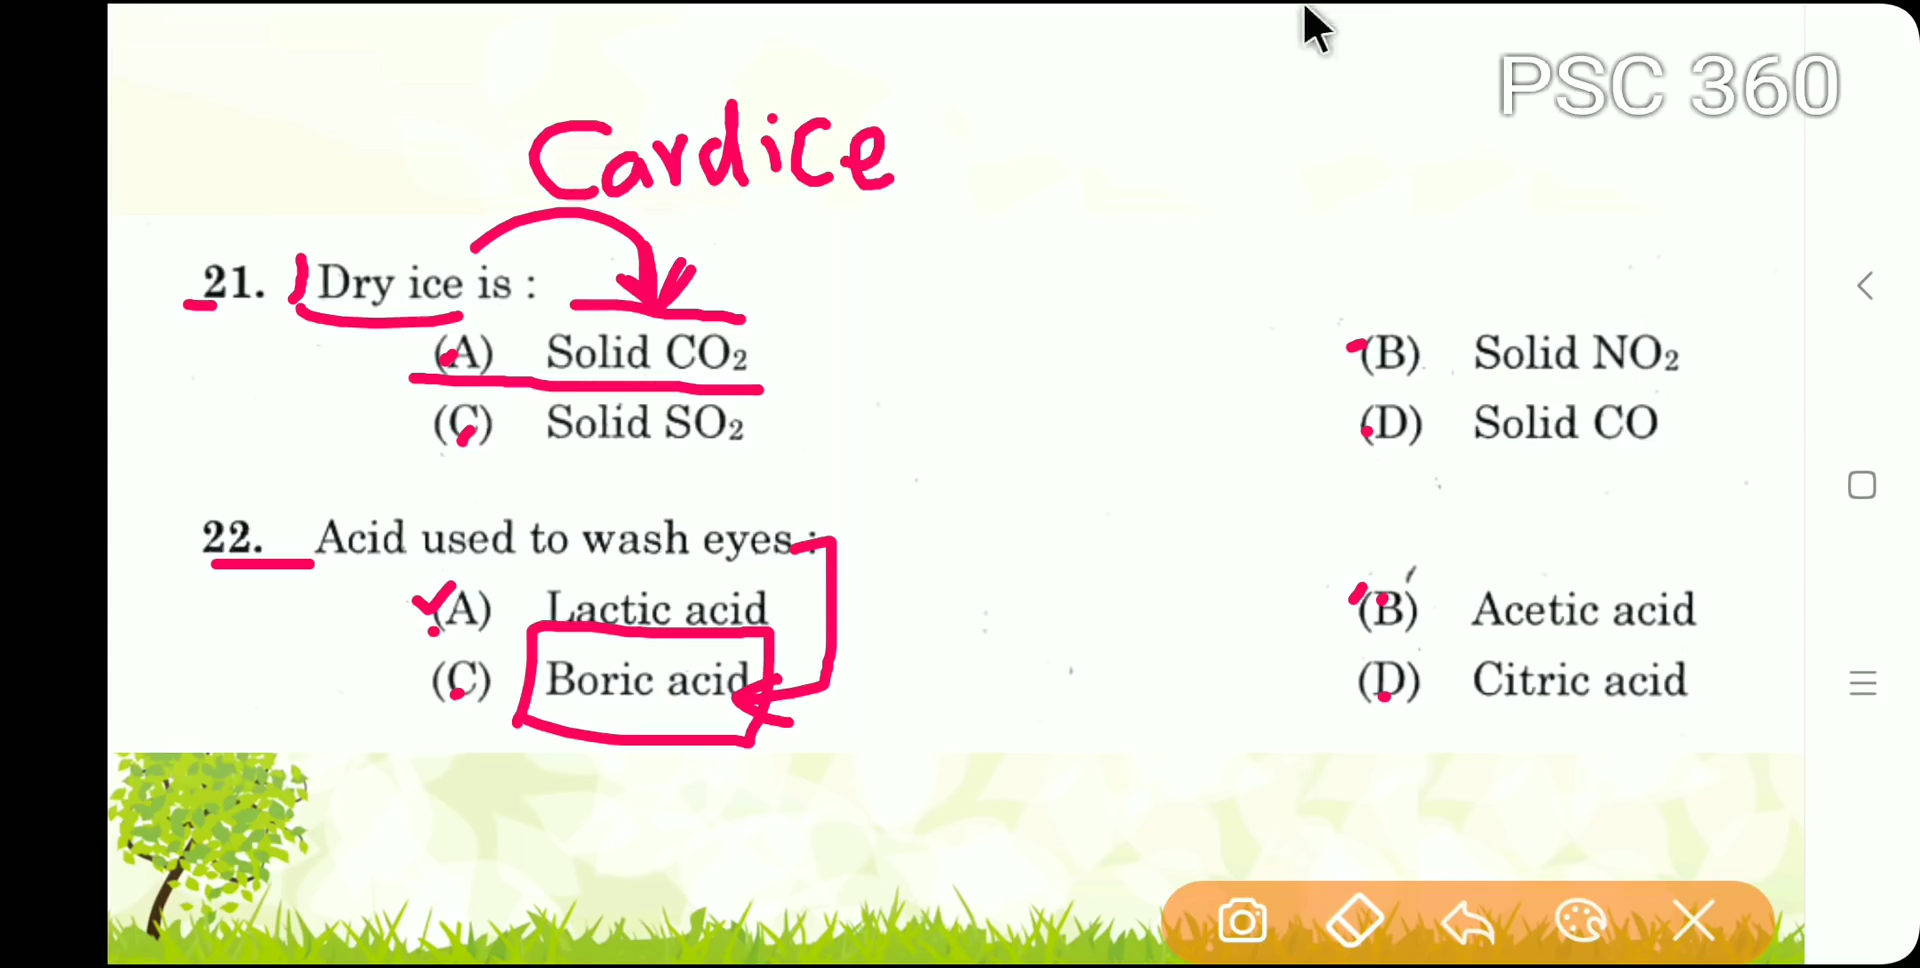 PSC 360
Cardice
21. Dry ice is :
(A) Solid CO2 (B) Solid NO2
(C) Solid SO2 (D) Solid CO
22. Acid used to wash eyes :
(A) Lactic acid (B) Acetic acid
(C) Boric acid (D) Citric acid